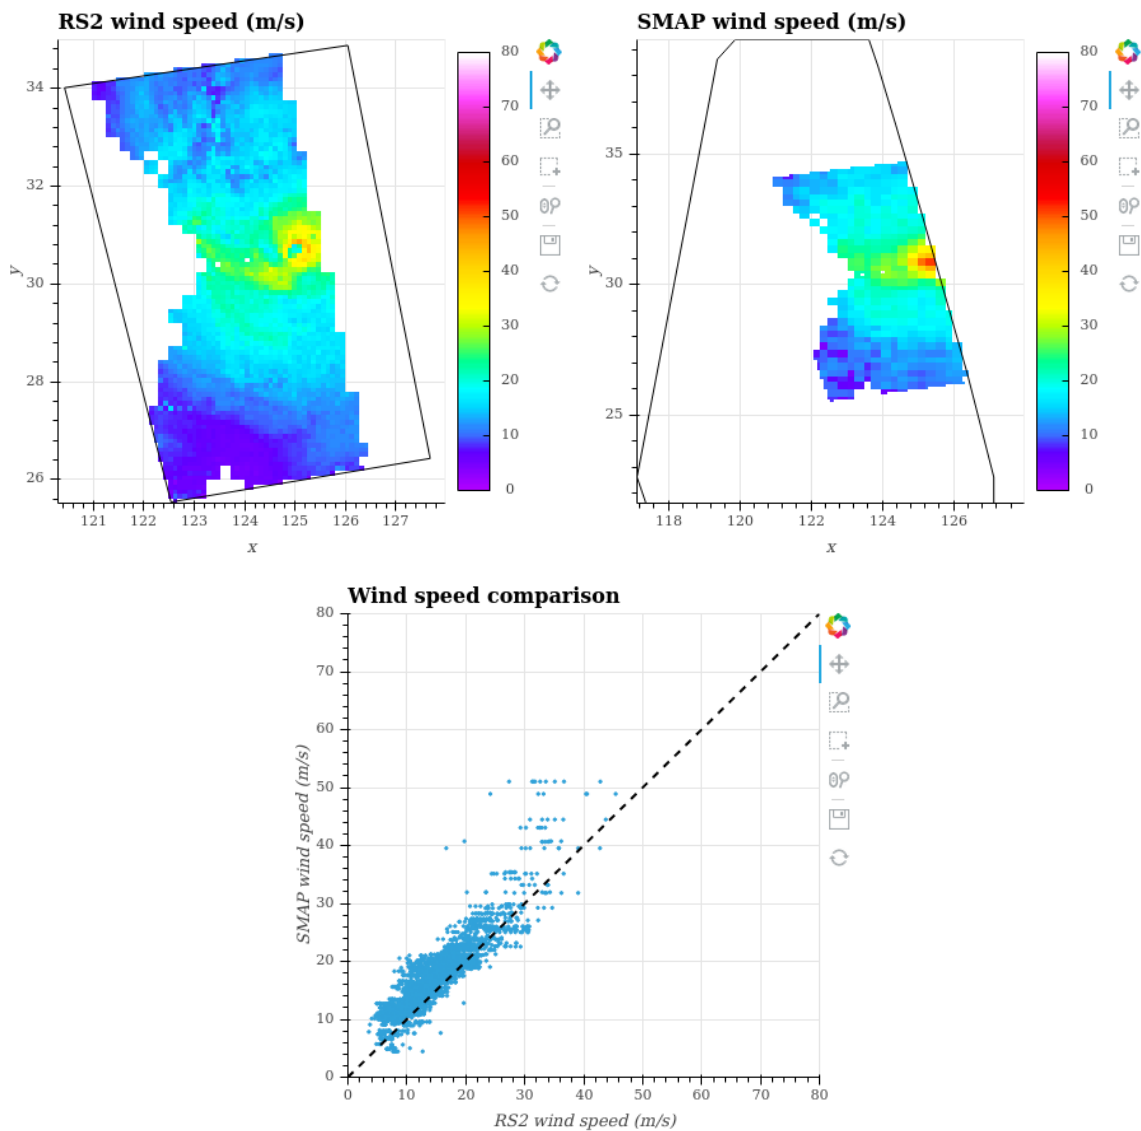 RS2 wind speed (m/s)
34
32
30
28
26
y
121 122 123 124 125 126 127
x
80
70
60
50
40
30
20
10
0
SMAP wind speed (m/s)
35
30
25
y
118 120 122 124 126
x
80
70
60
50
40
30
20
10
0
Wind speed comparison
80
70
60
50
40
30
20
10
0
SMAP wind speed (m/s)
0 10 20 30 40 50 60 70 80
RS2 wind speed (m/s)